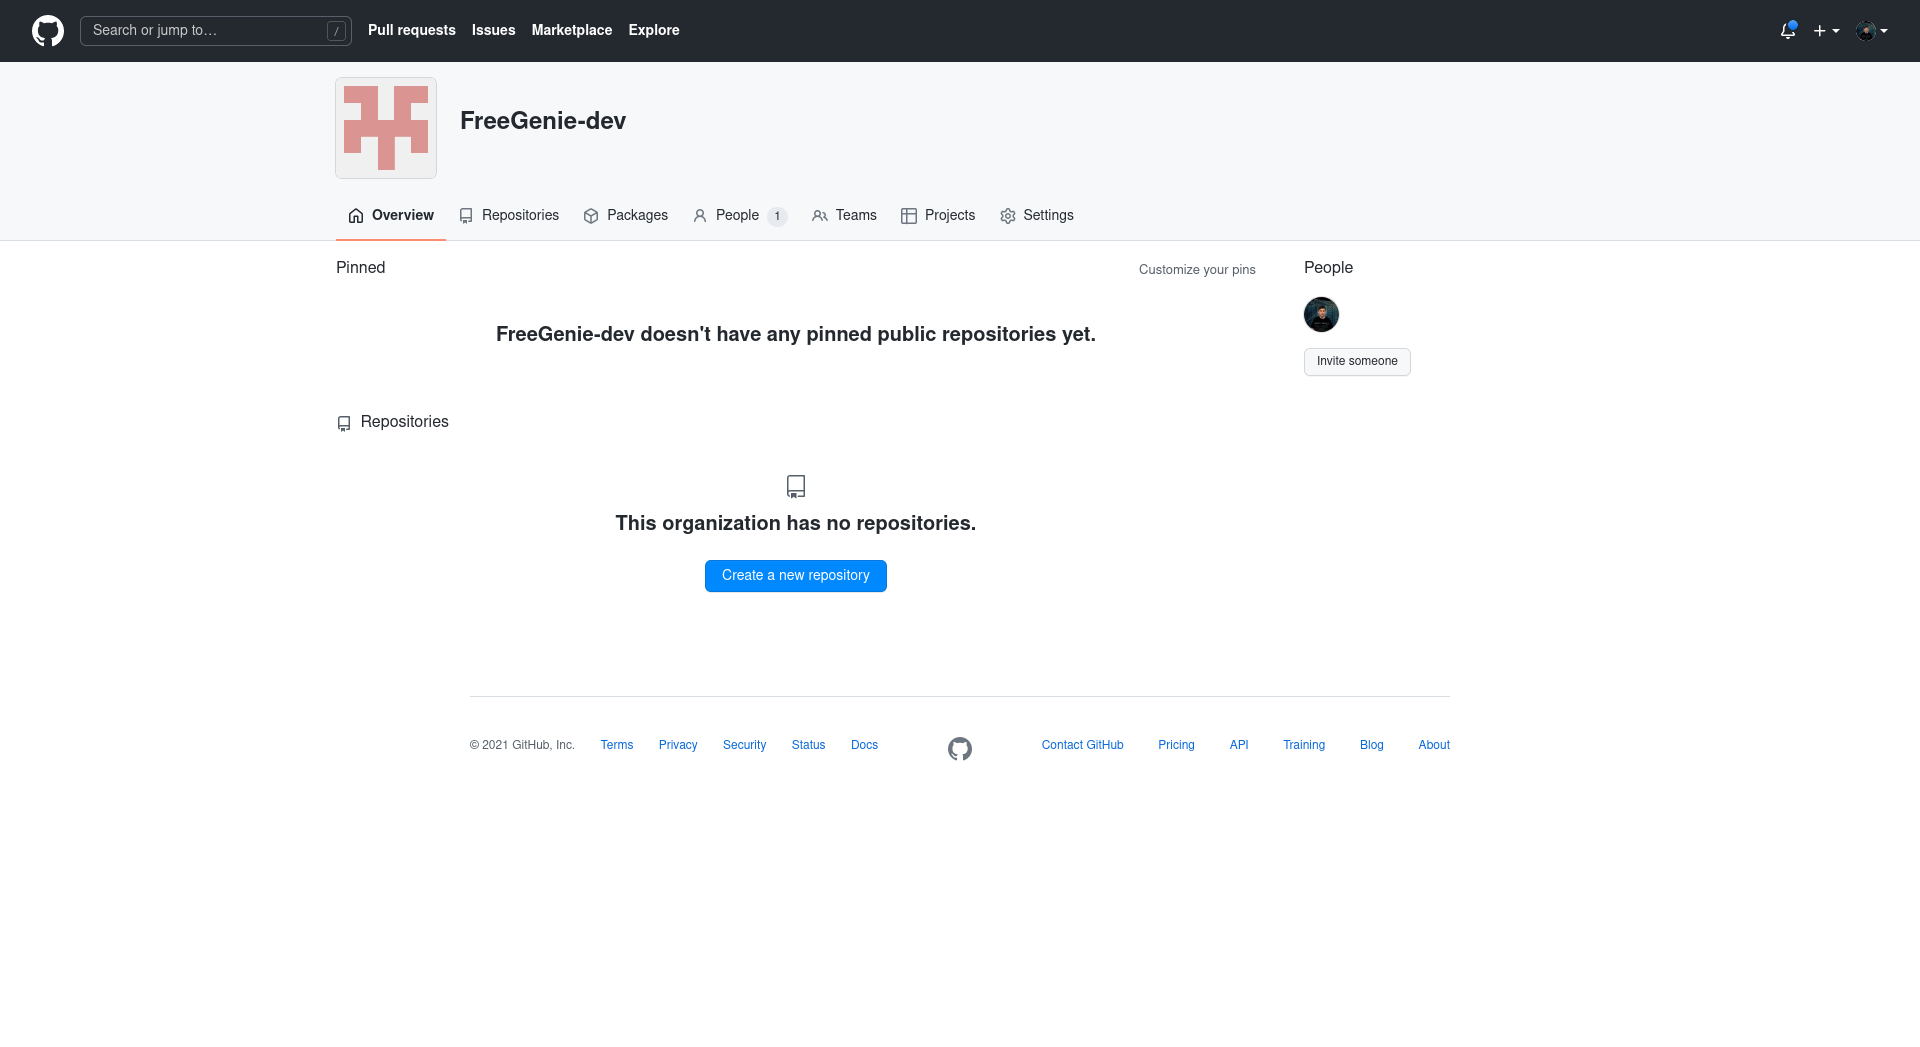 Search or jump to… /
Pull requests Issues Marketplace Explore
FreeGenie-dev
Overview Repositories Packages People 1 Teams Projects Settings
Pinned Customize your pins
FreeGenie-dev doesn't have any pinned public repositories yet.
People
Invite someone
Repositories
This organization has no repositories.
Create a new repository
© 2021 GitHub, Inc. Terms Privacy Security Status Docs Contact GitHub Pricing API Training Blog About